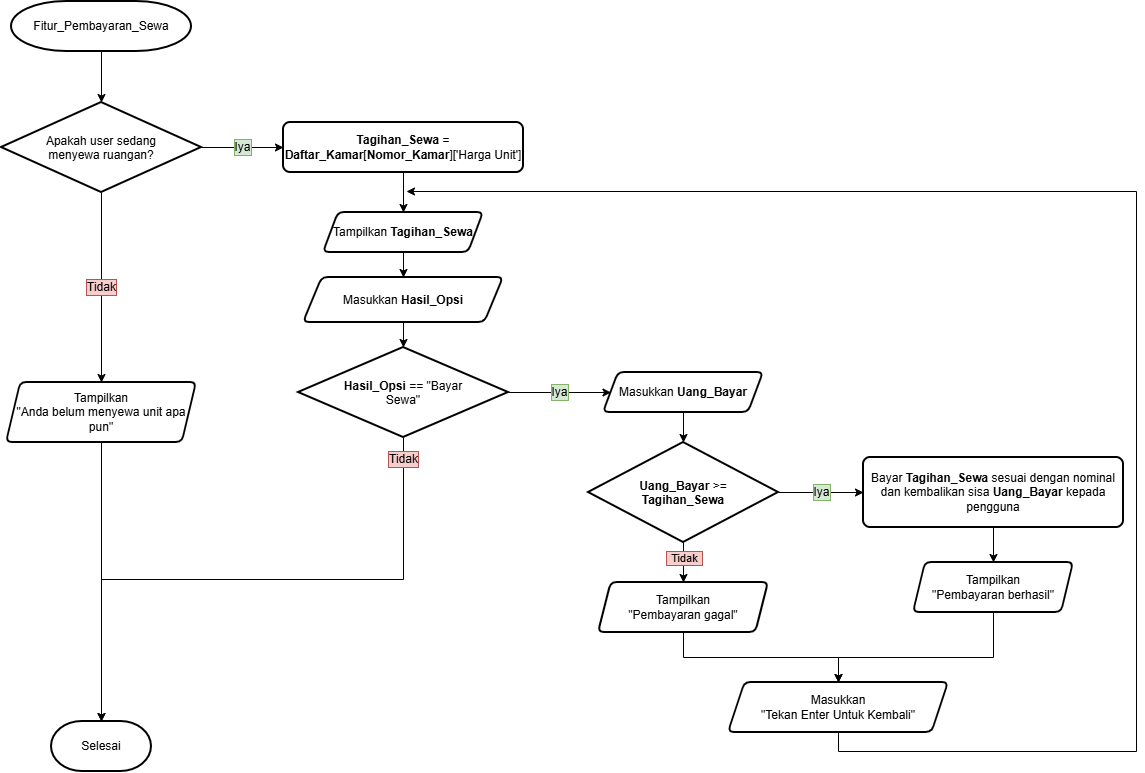 Fitur_Pembayaran_Sewa
Apakah user sedang
menyewa ruangan?
Iya
Tagihan_Sewa =
Daftar_Kamar[Nomor_Kamar]['Harga Unit']
Tampilkan Tagihan_Sewa
Tidak
Masukkan Hasil_Opsi
Hasil_Opsi == "Bayar
Sewa"
Iya
Masukkan Uang_Bayar
Tampilkan
"Anda belum menyewa unit apa
pun"
Tidak
Uang_Bayar >=
Tagihan_Sewa
Iya
Bayar Tagihan_Sewa sesuai dengan nominal
dan kembalikan sisa Uang_Bayar kepada
pengguna
Tidak
Tampilkan
"Pembayaran gagal"
Tampilkan
"Pembayaran berhasil"
Masukkan
"Tekan Enter Untuk Kembali"
Selesai